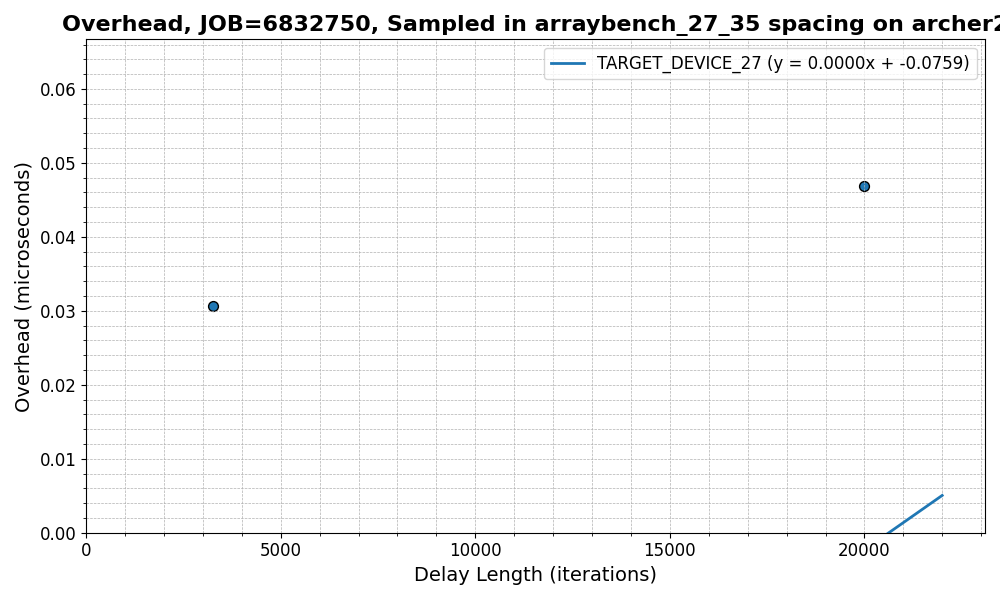 Overhead, JOB=6832750, Sampled in arraybench_27_35 spacing on archer2
TARGET_DEVICE_27 (y = 0.0000x + -0.0759)
Overhead (microseconds)
0.06
0.05
0.04
0.03
0.02
0.01
0.00
0 5000 10000 15000 20000
Delay Length (iterations)